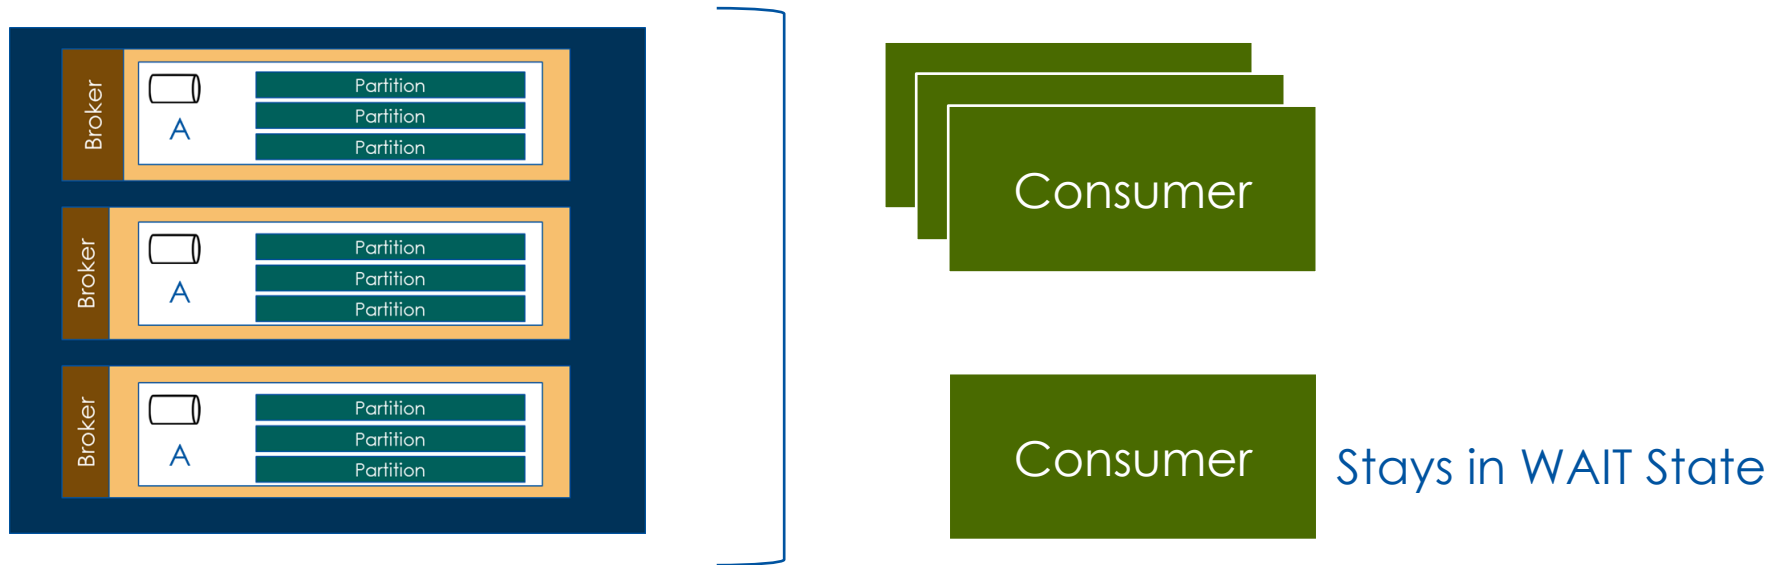 Broker
A
Partition
Partition
Partition
Broker
A
Partition
Partition
Partition
Broker
A
Partition
Partition
Partition
Consumer
Consumer
Stays in WAIT State